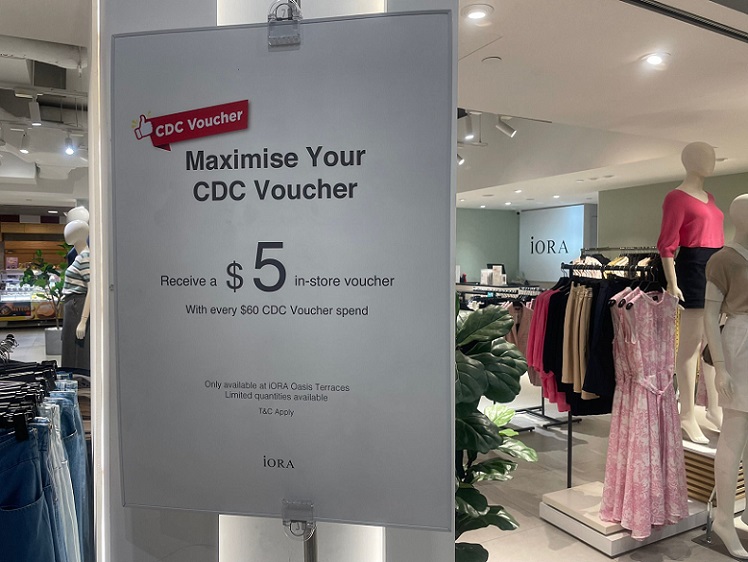 CDC Voucher
Maximise Your
CDC Voucher
Receive a $5 in-store voucher
With every $60 CDC Voucher spend
Only available at iORA Oasis Terraces
Limited quantities available
T&C Apply
iORA
iORA